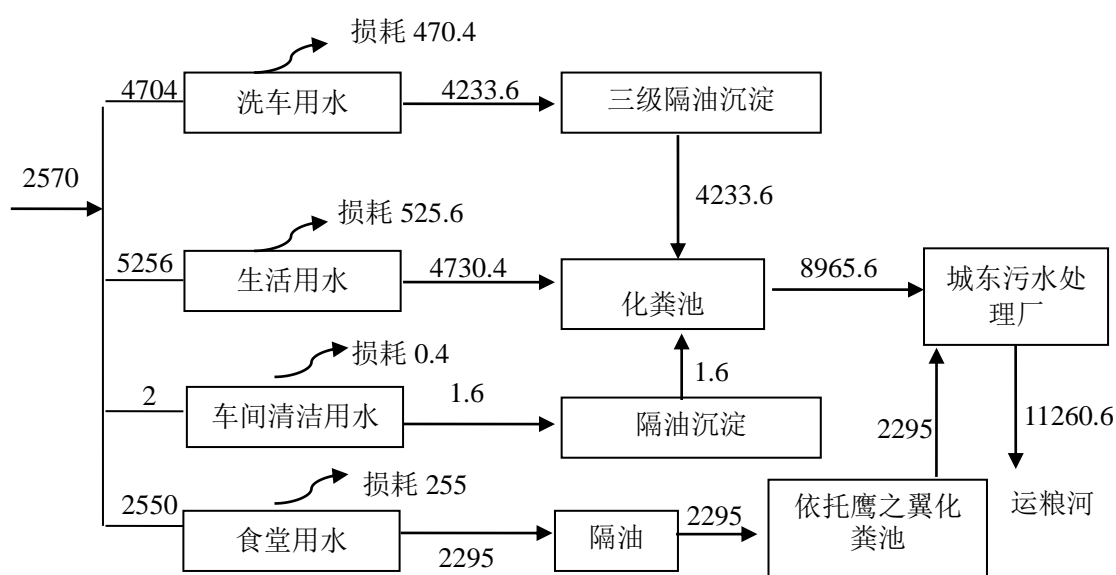 损耗 470.4
4704
洗车用水
4233.6
三级隔油沉淀
2570
4233.6
损耗 525.6
5256
生活用水
4730.4
化粪池
8965.6
城东污水处
理厂
损耗 0.4
2
车间清洁用水
1.6
隔油沉淀
1.6
2295
11260.6
损耗 255
2550
食堂用水
2295
隔油
2295
依托鹰之翼化
粪池
运粮河